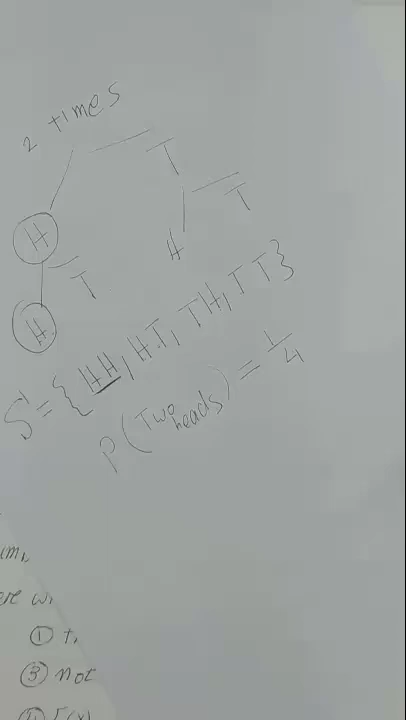 2 times
T
H
T
H
T
H
S = {HH, HT, TH, TT}
P(Two heads) = 1/4
① t
③ not